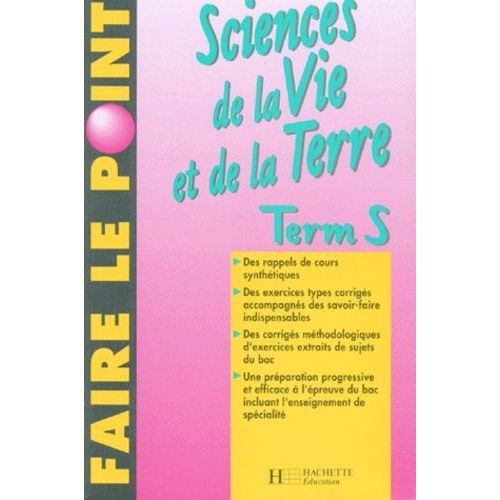 FAIRE LE POINT
Sciences
de la Vie
et de la Terre
Term S
Des rappels de cours
synthétiques
Des exercices types corrigés
accompagnés des savoir-faire
indispensables
Des corrigés méthodologiques
d'exercices extraits de sujets
du bac
Une préparation progressive
et efficace à l'épreuve du bac
incluant l'enseignement de
spécialité
H HACHETTE
Education